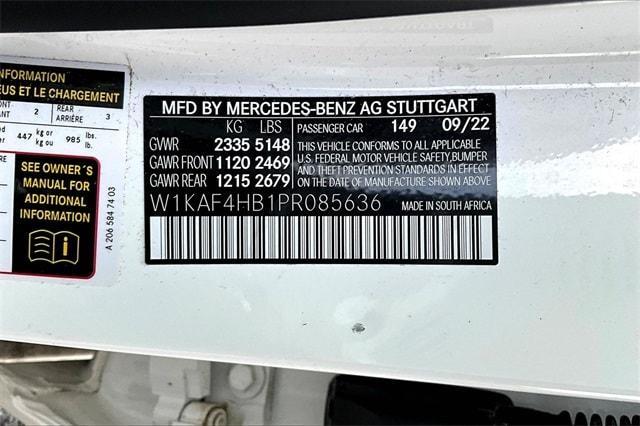 INFORMATION
EUS ET LE CHARGEMENT
2 REAR 3
ARRIÈRE
447 kg or kg ou 985 lbs. lb.
SEE OWNER´S
MANUAL FOR
ADDITIONAL
INFORMATION
A 206 584 74 03
MFD BY MERCEDES-BENZ AG STUTTGART
KG LBS PASSENGER CAR 149 09/22
GVWR 2335 5148
GAWR FRONT 1120 2469
GAWR REAR 1215 2679
THIS VEHICLE CONFORMS TO ALL APPLICABLE
U.S. FEDERAL MOTOR VEHICLE SAFETY,BUMPER
AND THEFT PREVENTION STANDARDS IN EFFECT
ON THE DATE OF MANUFACTURE SHOWN ABOVE
W1KAF4HB1PR085636 MADE IN SOUTH AFRICA